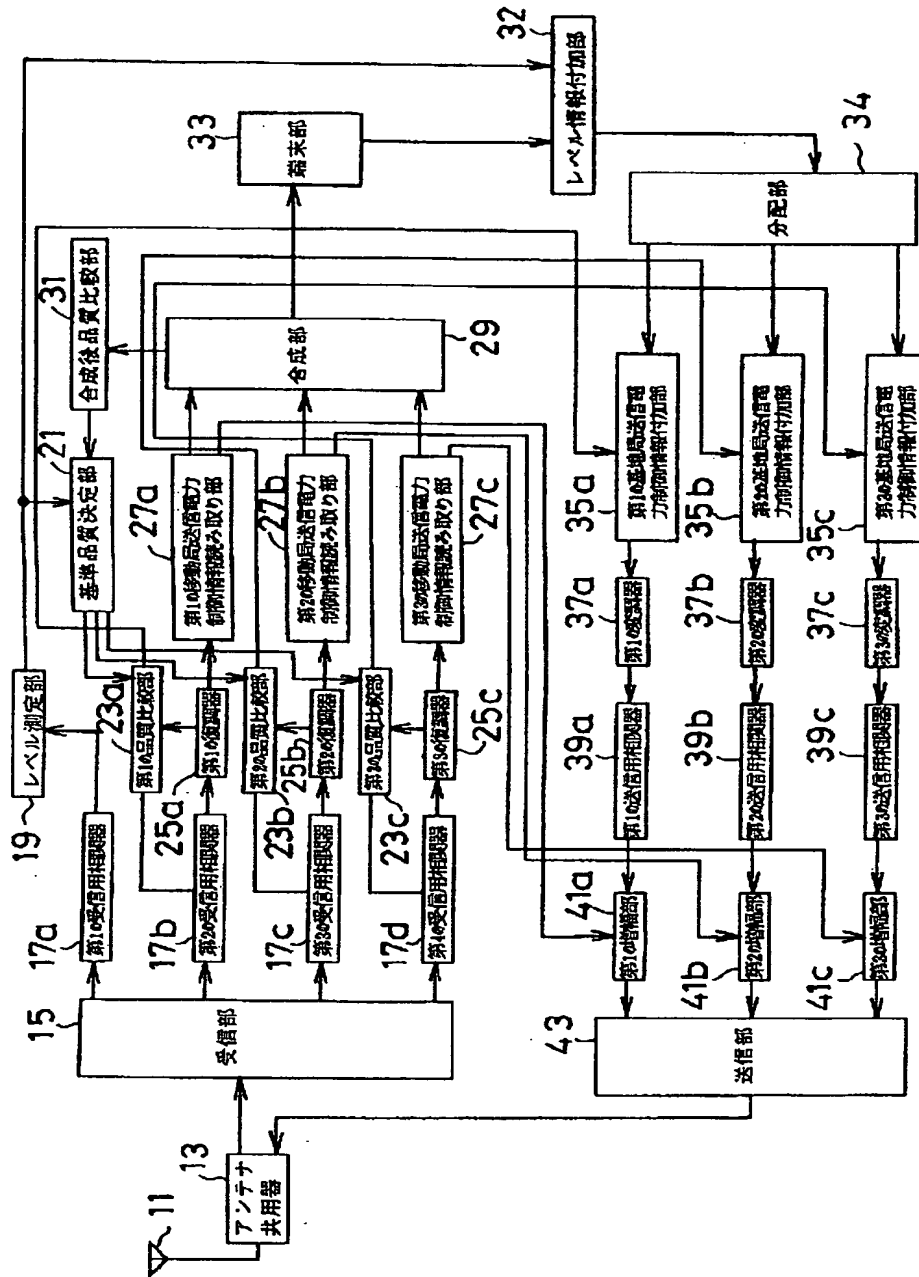 11
13
アンテナ
共用器
15
受信部
43
送信部
17a
第1の受信用相関器
17b
第2の受信用相関器
17c
第3の受信用相関器
17d
第4の受信用相関器
19
レベル測定部
21
基準品質決定部
31
合成後品質比較部
23a
第1の品質比較部
25a
第1の復調器
23b
第2の品質比較部
25b
第2の復調器
23c
第3の品質比較部
25c
第3の復調器
27a
第1の移動局送信電力
制御情報読み取り部
27b
第2の移動局送信電力
制御情報読み取り部
27c
第3の移動局送信電力
制御情報読み取り部
29
合成部
33
端末部
32
レベル情報付加部
34
分配部
35a
第1の基地局送信電
力制御情報付加部
35b
第2の基地局送信電
力制御情報付加部
35c
第3の基地局送信電
力制御情報付加部
37a
第1の変調器
37b
第2の変調器
37c
第3の変調器
39a
第1の送信用相関器
39b
第2の送信用相関器
39c
第3の送信用相関器
41a
第1の増幅部
41b
第2の増幅部
41c
第3の増幅部